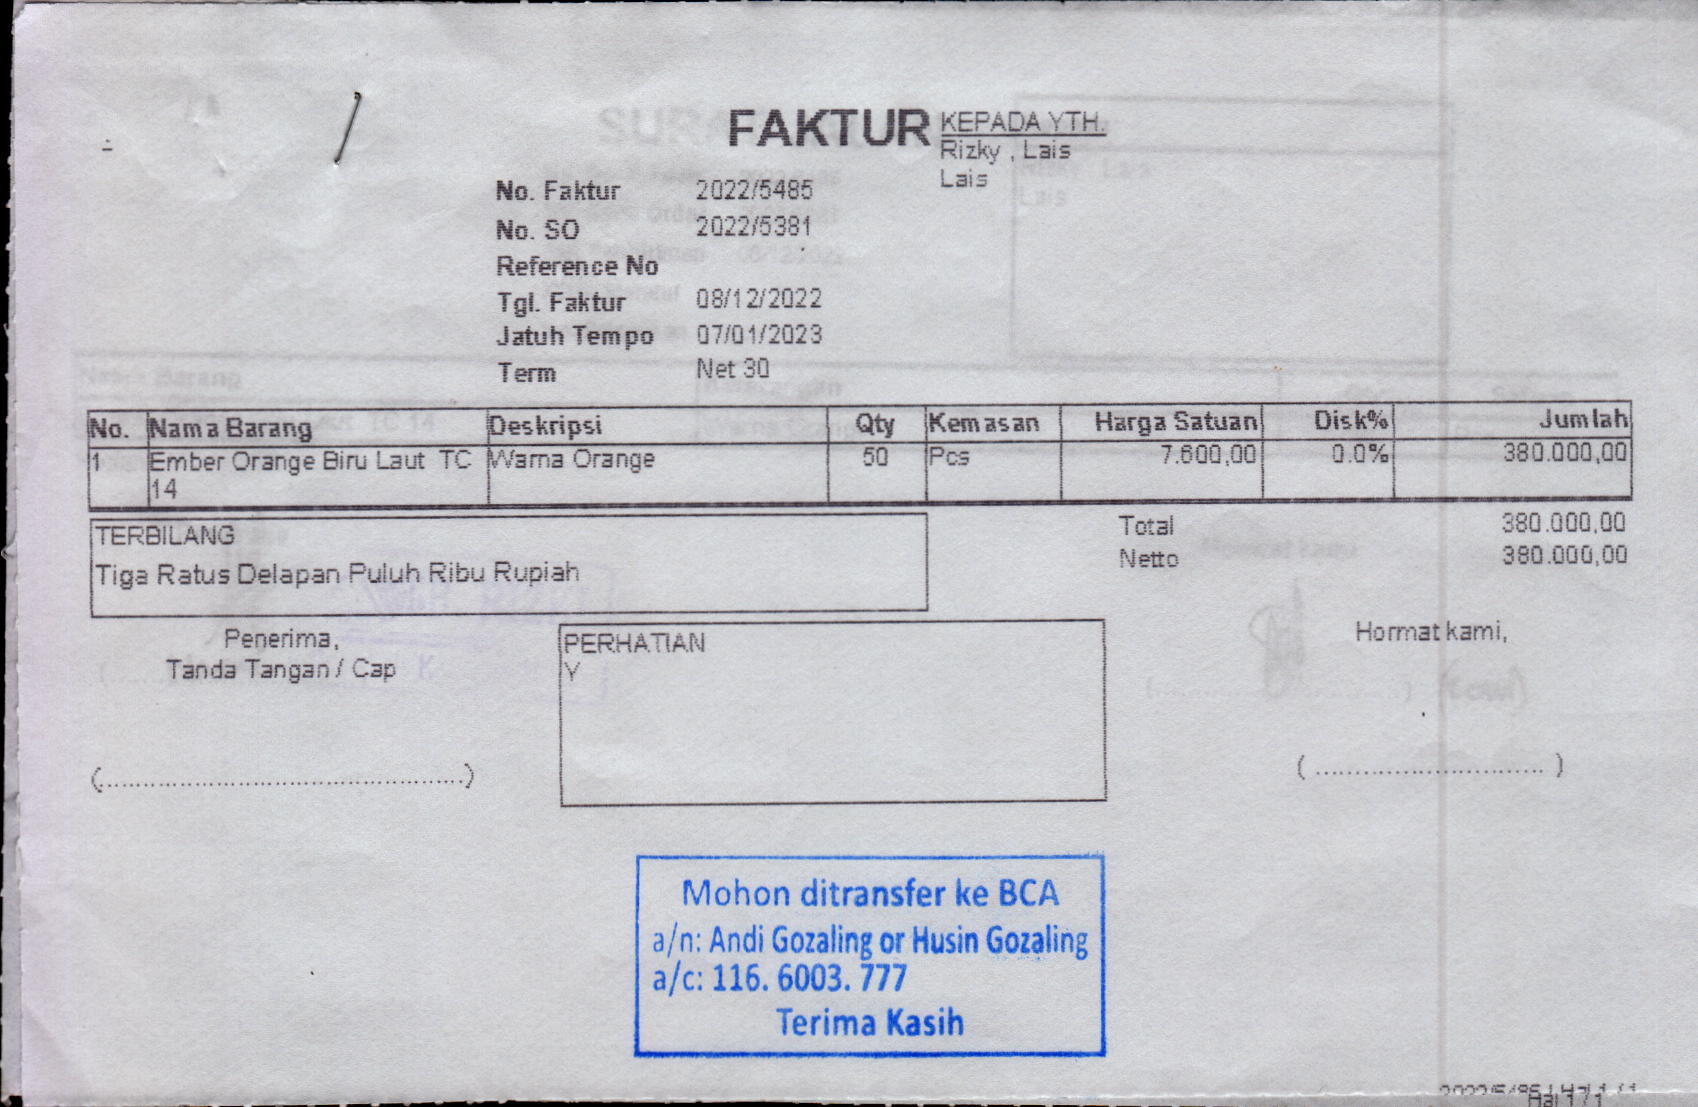 FAKTUR
KEPADA YTH.
Rizky , Lais
Lais
No. Faktur 2022/5485
No. SO 2022/5381
Reference No
Tgl. Faktur 08/12/2022
Jatuh Tempo 07/01/2023
Term Net 30
No. Nama Barang Deskripsi Qty Kemasan Harga Satuan Disk% Jumlah
1 Ember Orange Biru Laut TC Warna Orange 50 Pcs 7.600,00 0.0% 380.000,00
14
TERBILANG
Tiga Ratus Delapan Puluh Ribu Rupiah
Total 380.000,00
Netto 380.000,00
Penerima,
Tanda Tangan / Cap
(..............................................)
PERHATIAN
Y
Hormat kami,
( ............................. )
Mohon ditransfer ke BCA
a/n: Andi Gozaling or Husin Gozaling
a/c: 116. 6003. 777
Terima Kasih
Hal 1 / 1